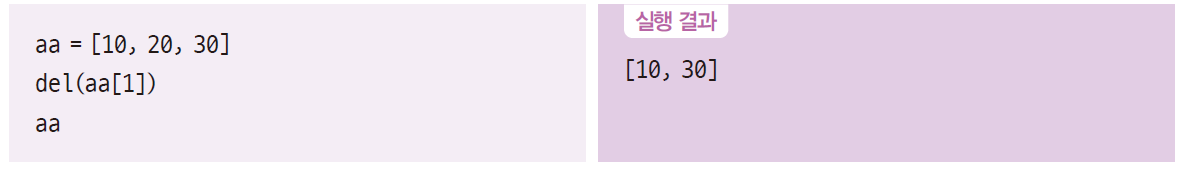 aa = [10, 20, 30]
del(aa[1])
aa
실행 결과
[10, 30]